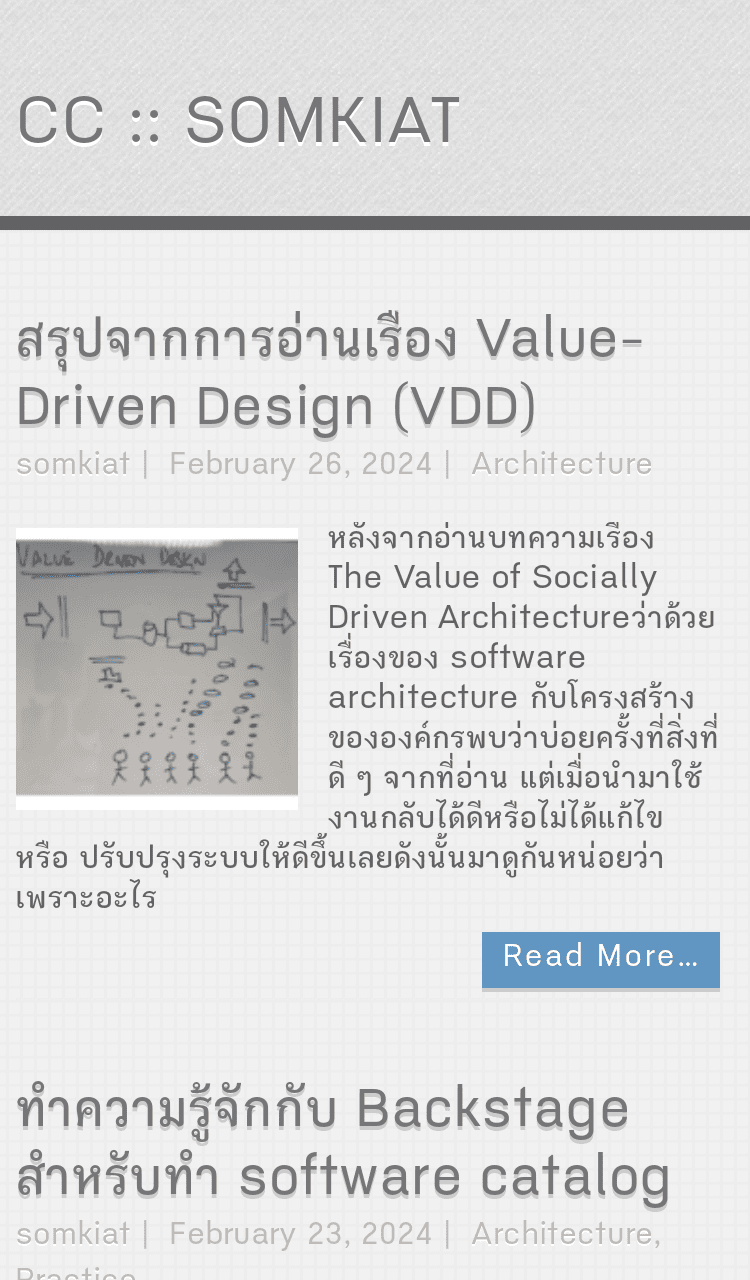 CC :: SOMKIAT
สรุปจากการอ่านเรื่อง Value-
Driven Design (VDD)
somkiat | February 26, 2024 | Architecture
VALUE DRIVEN DESIGN
หลังจากอ่านบทความเรื่อง
The Value of Socially
Driven Architectureว่าด้วย
เรื่องของ software
architecture กับโครงสร้าง
ขององค์กรพบว่าบ่อยครั้งที่สิ่งที่
ดี ๆ จากที่อ่าน แต่เมื่อนำมาใช้
งานกลับได้ดีหรือไม่ได้แก้ไข
หรือ ปรับปรุงระบบให้ดีขึ้นเลยดังนั้นมาดูกันหน่อยว่า
เพราะอะไร
Read More…
ทำความรู้จักกับ Backstage
สำหรับทำ software catalog
somkiat | February 23, 2024 | Architecture,
Practice